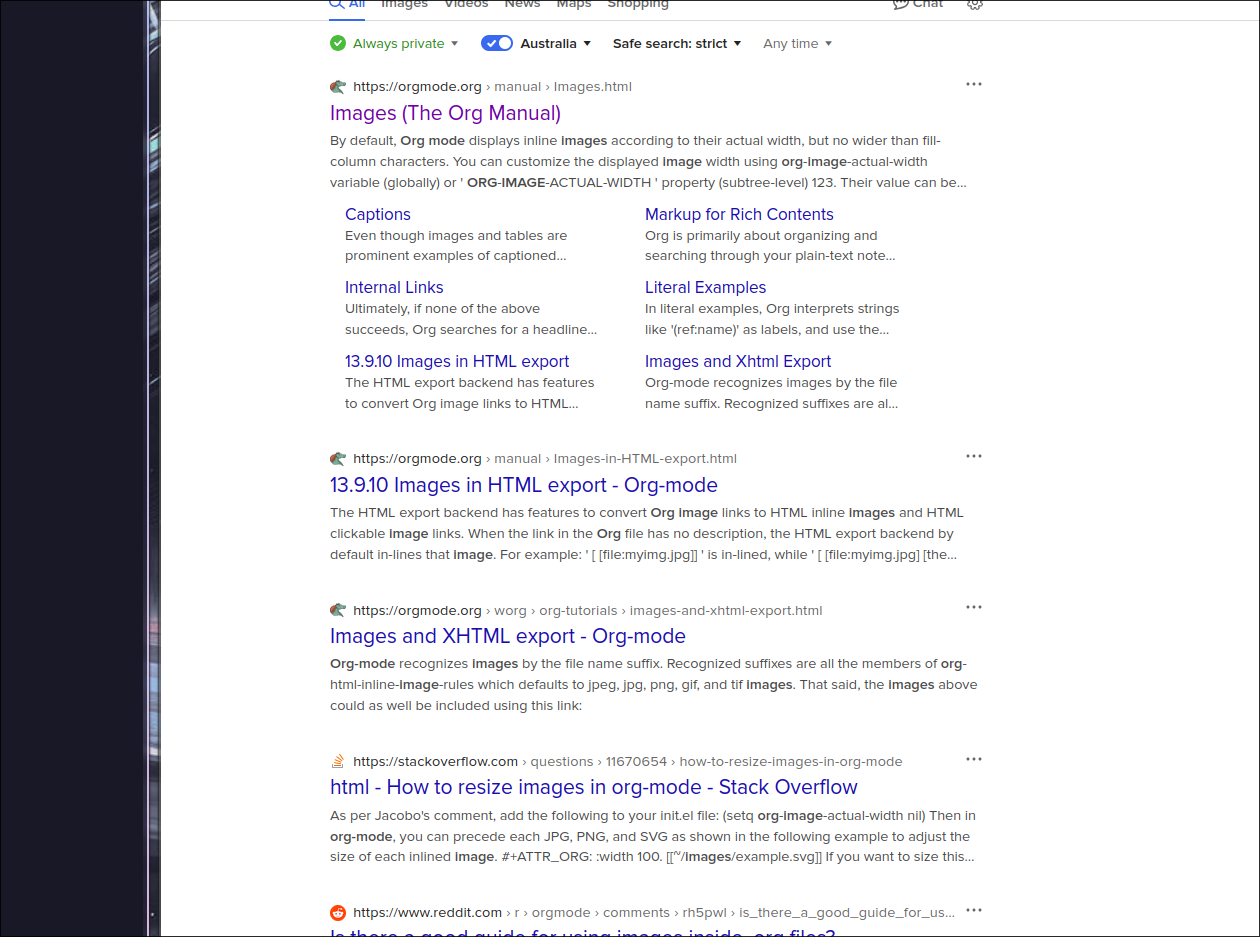 All Images Videos News Maps Shopping Chat
Always private Australia Safe search: strict Any time
https://orgmode.org › manual › Images.html
Images (The Org Manual)
By default, Org mode displays inline images according to their actual width, but no wider than fill-
column characters. You can customize the displayed image width using org-image-actual-width
variable (globally) or ' ORG-IMAGE-ACTUAL-WIDTH ' property (subtree-level) 123. Their value can be...
Captions
Even though images and tables are
prominent examples of captioned...
Markup for Rich Contents
Org is primarily about organizing and
searching through your plain-text note...
Internal Links
Ultimately, if none of the above
succeeds, Org searches for a headline...
Literal Examples
In literal examples, Org interprets strings
like '(ref:name)' as labels, and use the...
13.9.10 Images in HTML export
The HTML export backend has features
to convert Org image links to HTML...
Images and Xhtml Export
Org-mode recognizes images by the file
name suffix. Recognized suffixes are al...
https://orgmode.org › manual › Images-in-HTML-export.html
13.9.10 Images in HTML export - Org-mode
The HTML export backend has features to convert Org image links to HTML inline images and HTML
clickable image links. When the link in the Org file has no description, the HTML export backend by
default in-lines that image. For example: ' [ [file:myimg.jpg]] ' is in-lined, while ' [ [file:myimg.jpg] [the...
https://orgmode.org › worg › org-tutorials › images-and-xhtml-export.html
Images and XHTML export - Org-mode
Org-mode recognizes images by the file name suffix. Recognized suffixes are all the members of org-
html-inline-image-rules which defaults to jpeg, jpg, png, gif, and tif images. That said, the images above
could as well be included using this link:
https://stackoverflow.com › questions › 11670654 › how-to-resize-images-in-org-mode
html - How to resize images in org-mode - Stack Overflow
As per Jacobo's comment, add the following to your init.el file: (setq org-image-actual-width nil) Then in
org-mode, you can precede each JPG, PNG, and SVG as shown in the following example to adjust the
size of each inlined image. #+ATTR_ORG: :width 100. [[~/images/example.svg]] If you want to size this...
https://www.reddit.com › r › orgmode › comments › rh5pwl › is_there_a_good_guide_for_us...
Is there a good guide for using images inside .org files?